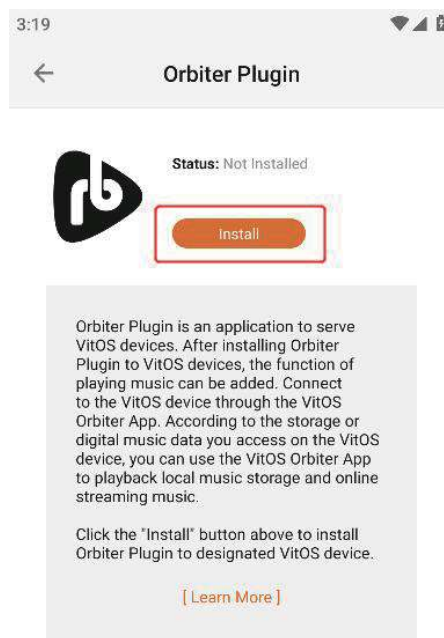 3:19
Orbiter Plugin
Status: Not Installed
rb
Install
Orbiter Plugin is an application to serve
VitOS devices. After installing Orbiter
Plugin to VitOS devices, the function of
playing music can be added. Connect
to the VitOS device through the VitOS
Orbiter App. According to the storage or
digital music data you access on the VitOS
device, you can use the VitOS Orbiter App
to playback local music storage and online
streaming music.
Click the "Install" button above to install
Orbiter Plugin to designated VitOS device.
[ Learn More ]